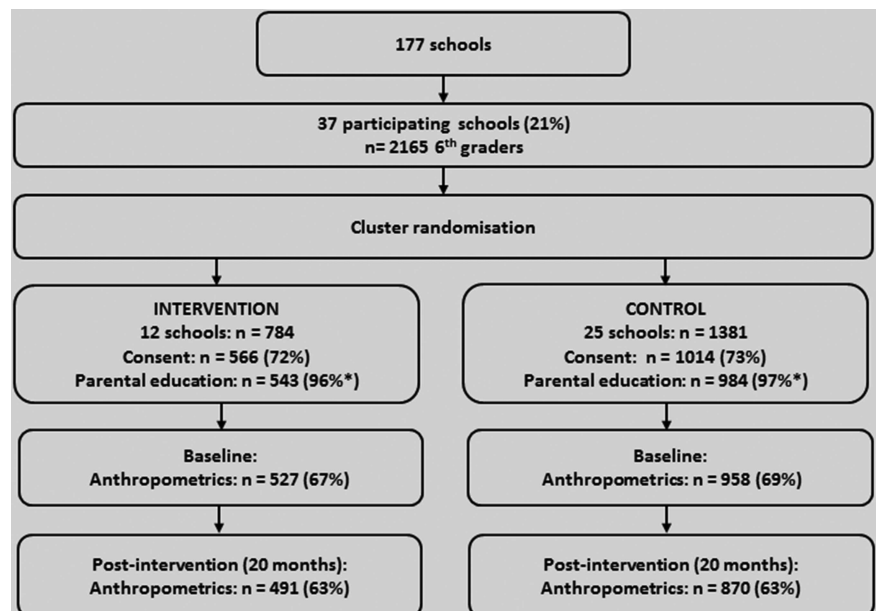 177 schools
37 participating schools (21%)
n= 2165 6th graders
Cluster randomisation
INTERVENTION
12 schools: n = 784
Consent: n = 566 (72%)
Parental education: n = 543 (96%*)
CONTROL
25 schools: n = 1381
Consent: n = 1014 (73%)
Parental education: n = 984 (97%*)
Baseline:
Anthropometrics: n = 527 (67%)
Baseline:
Anthropometrics: n = 958 (69%)
Post-intervention (20 months):
Anthropometrics: n = 491 (63%)
Post-intervention (20 months):
Anthropometrics: n = 870 (63%)